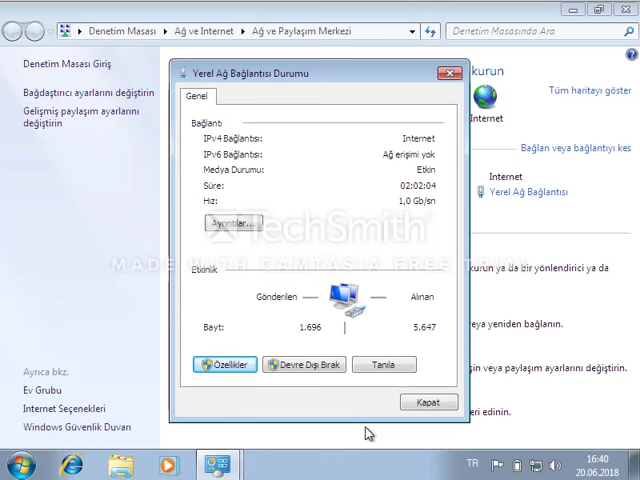 Denetim Masası
Ağ ve Internet
Ağ ve Paylaşım Merkezi
Denetim Masasında Ara
Denetim Masası Giriş
Bağdaştırıcı ayarlarını değiştirin
Gelişmiş paylaşım ayarlarını
değiştirin
Yerel Ağ Bağlantısı Durumu
kurun
Tüm haritayı göster
Internet
Genel
Bağlantı
IPv4 Bağlantısı: Internet
IPv6 Bağlantısı: Ağ erişimi yok
Medya Durumu: Etkin
Süre: 02:02:04
Hız: 1,0 Gb/sn
Ayrıntılar...
Bağlan veya bağlantıyı kes
Internet
Yerel Ağ Bağlantısı
TechSmith
MADE WITH CAMTASIA FREE TRIAL
kurun ya da bir yönlendirici ya da
Etkinlik
Gönderilen
Alınan
Bayt: 1.696 5.647
veya yeniden bağlanın.
Özellikler
Devre Dışı Bırak
Tanıla
Kapat
için veya paylaşım
edinin.
Ayrıca bkz.
Ev Grubu
Internet Seçenekleri
Windows Güvenlik Duvarı
TR
16:40
20.06.2018